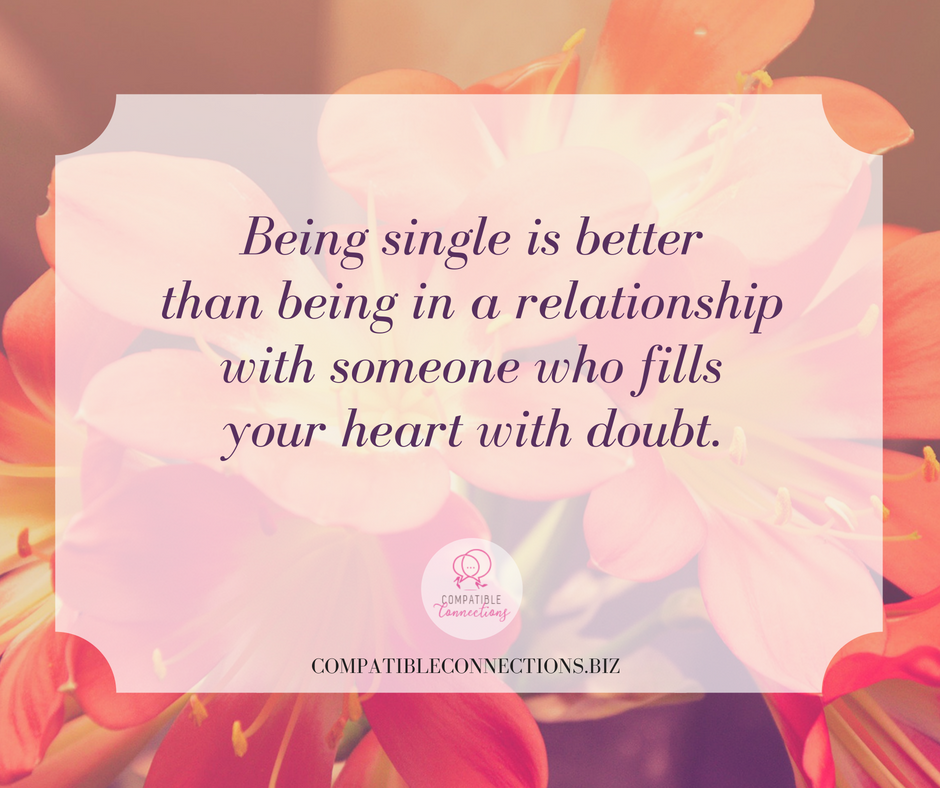 Being single is better
than being in a relationship
with someone who fills
your heart with doubt.
COMPATIBLE
Connections
COMPATIBLECONNECTIONS.BIZ